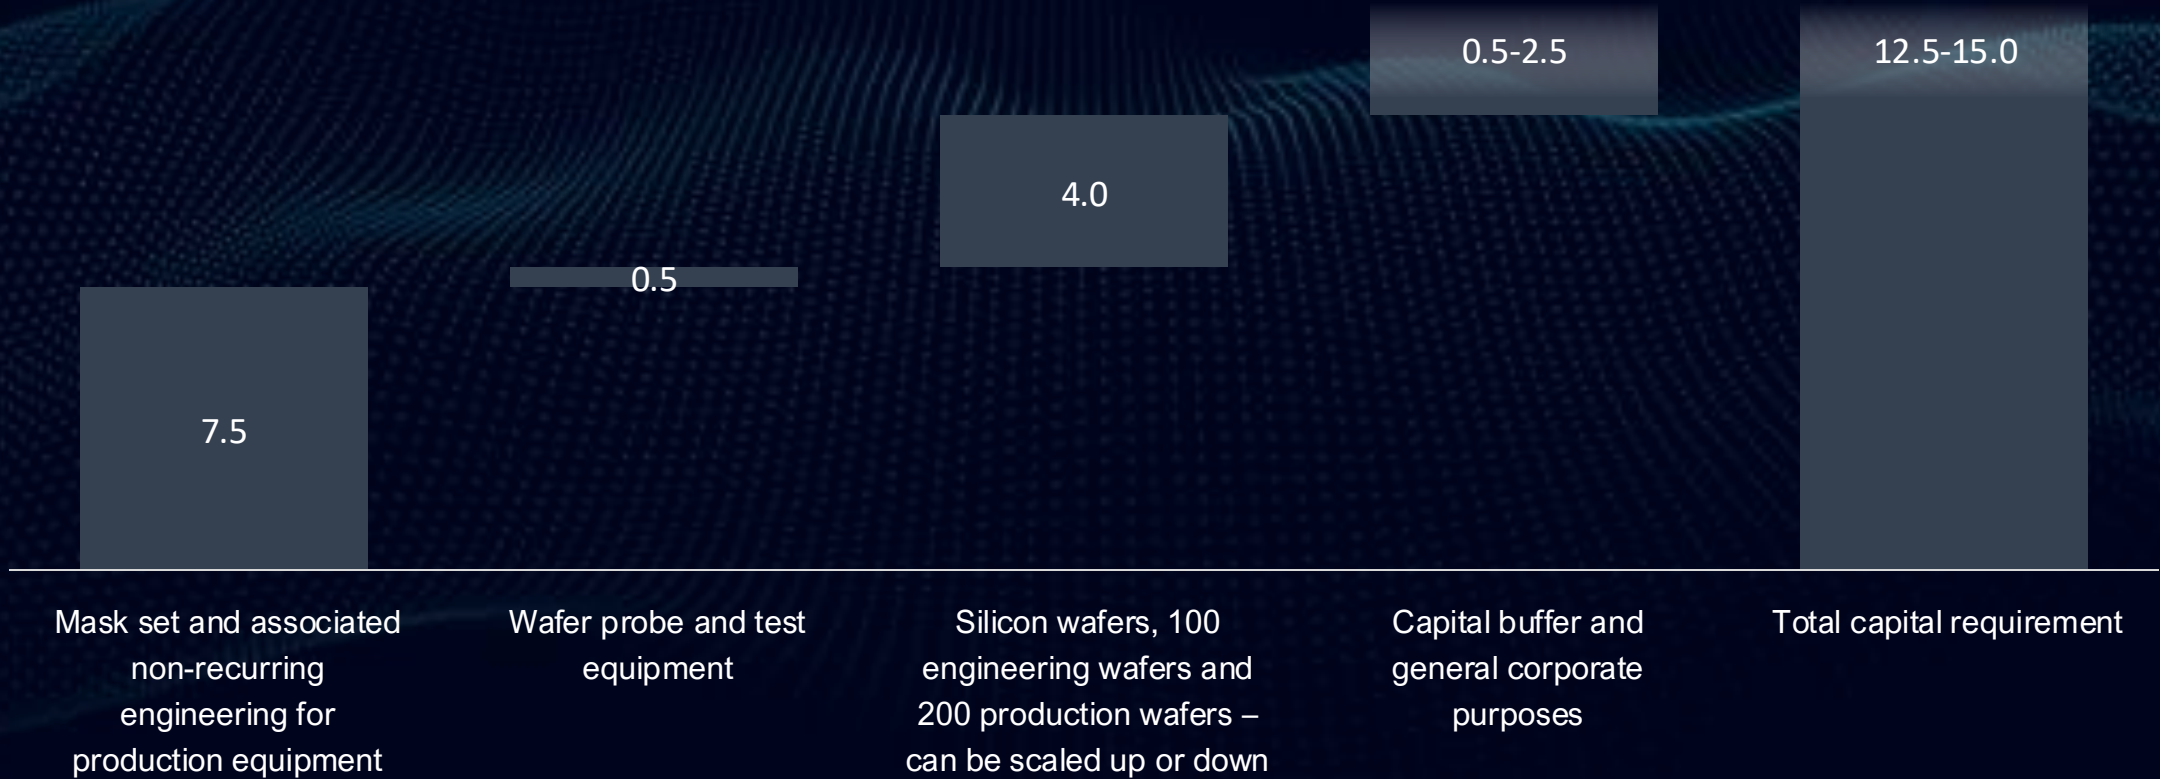 0.5-2.5
12.5-15.0
4.0
0.5
7.5
Mask set and associated
non-recurring
engineering for
production equipment
Wafer probe and test
equipment
Silicon wafers, 100
engineering wafers and
200 production wafers –
can be scaled up or down
Capital buffer and
general corporate
purposes
Total capital requirement